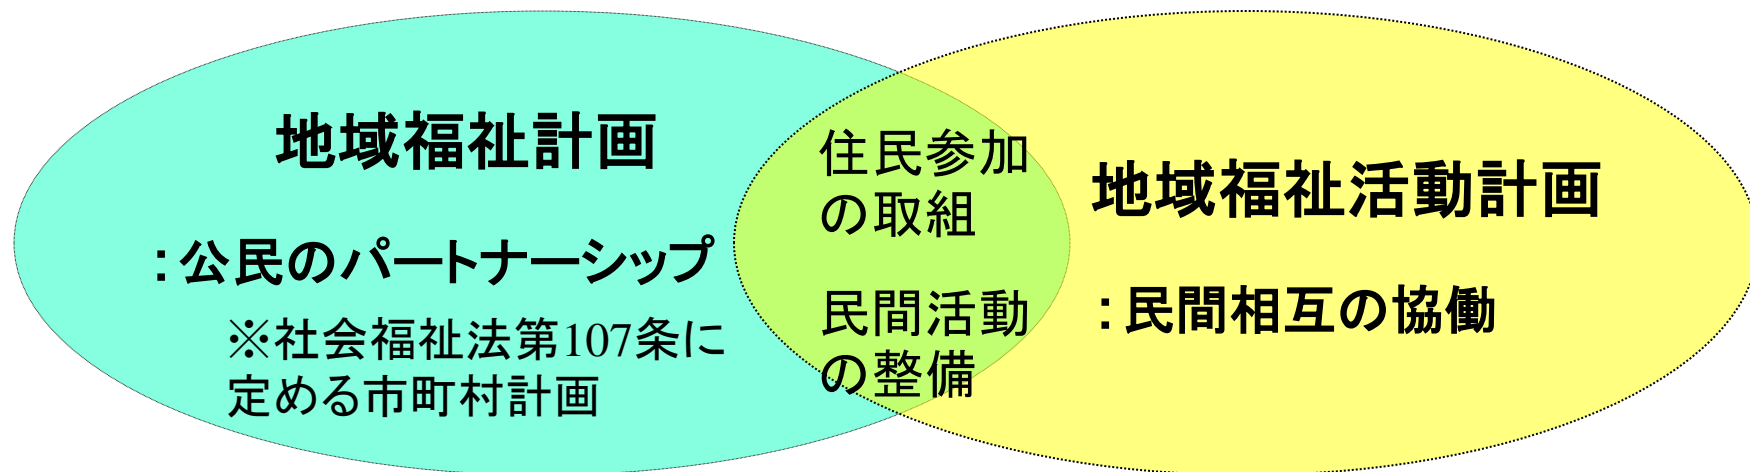 地域福祉計画
：公民のパートナーシップ
※社会福祉法第107条に
定める市町村計画
住民参加
の取組
民間活動
の整備
地域福祉活動計画
：民間相互の協働